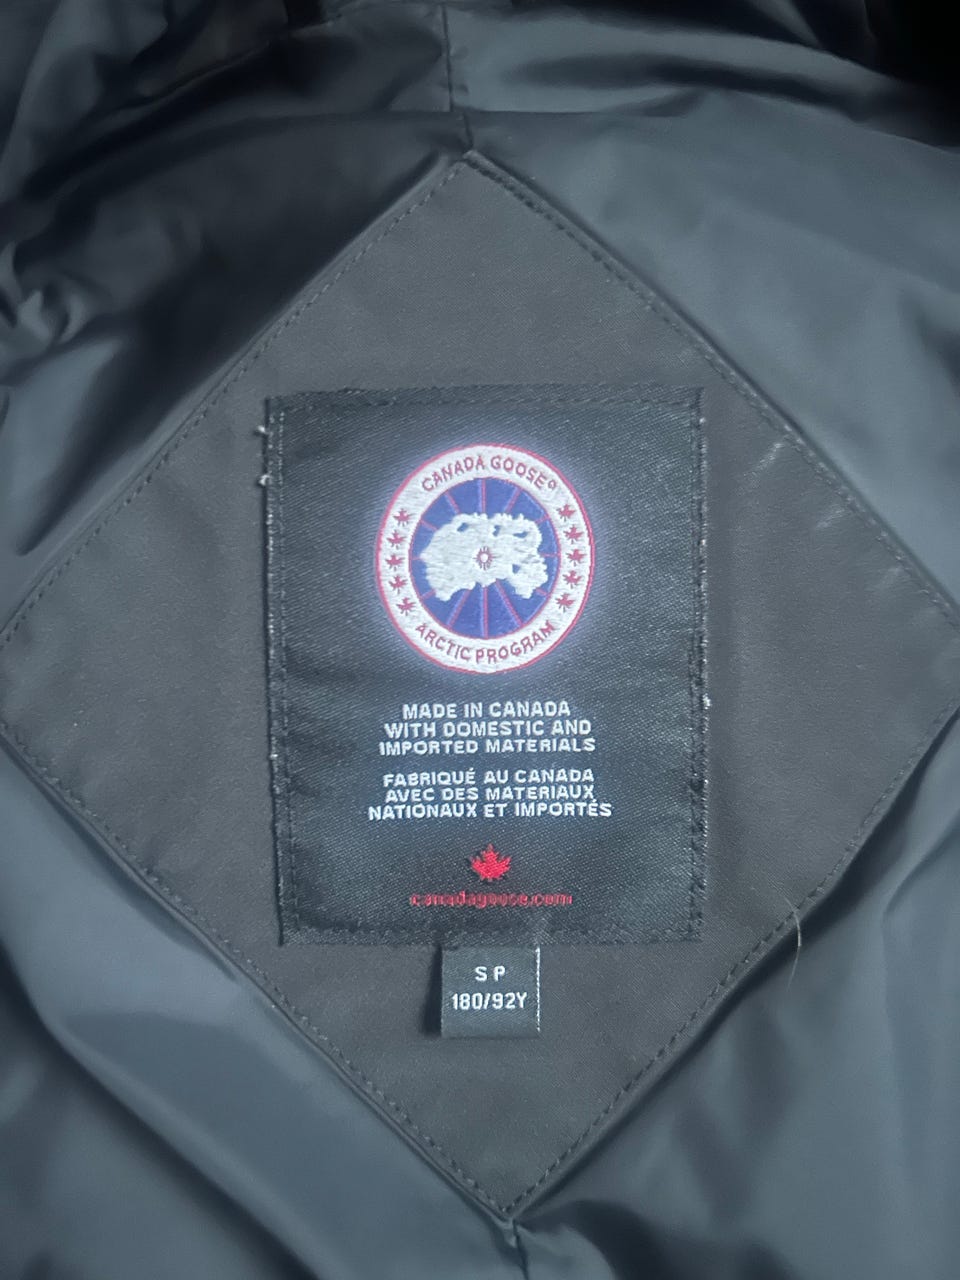 CANADA GOOSE®
ARCTIC PROGRAM
MADE IN CANADA
WITH DOMESTIC AND
IMPORTED MATERIALS
FABRIQUÉ AU CANADA
AVEC DES MATERIAUX
NATIONAUX ET IMPORTÉS
canadagoose.com
S P
180/92Y